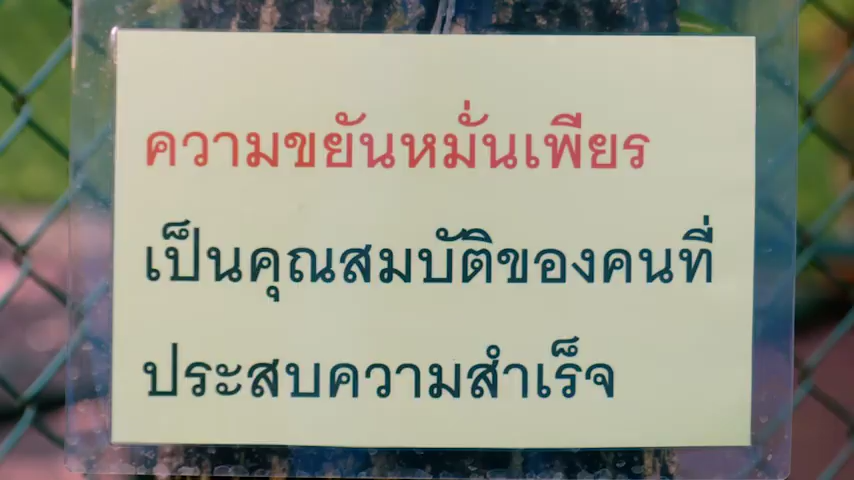 ความขยันหมั่นเพียร
เป็นคุณสมบัติของคนที่
ประสบความสำเร็จ